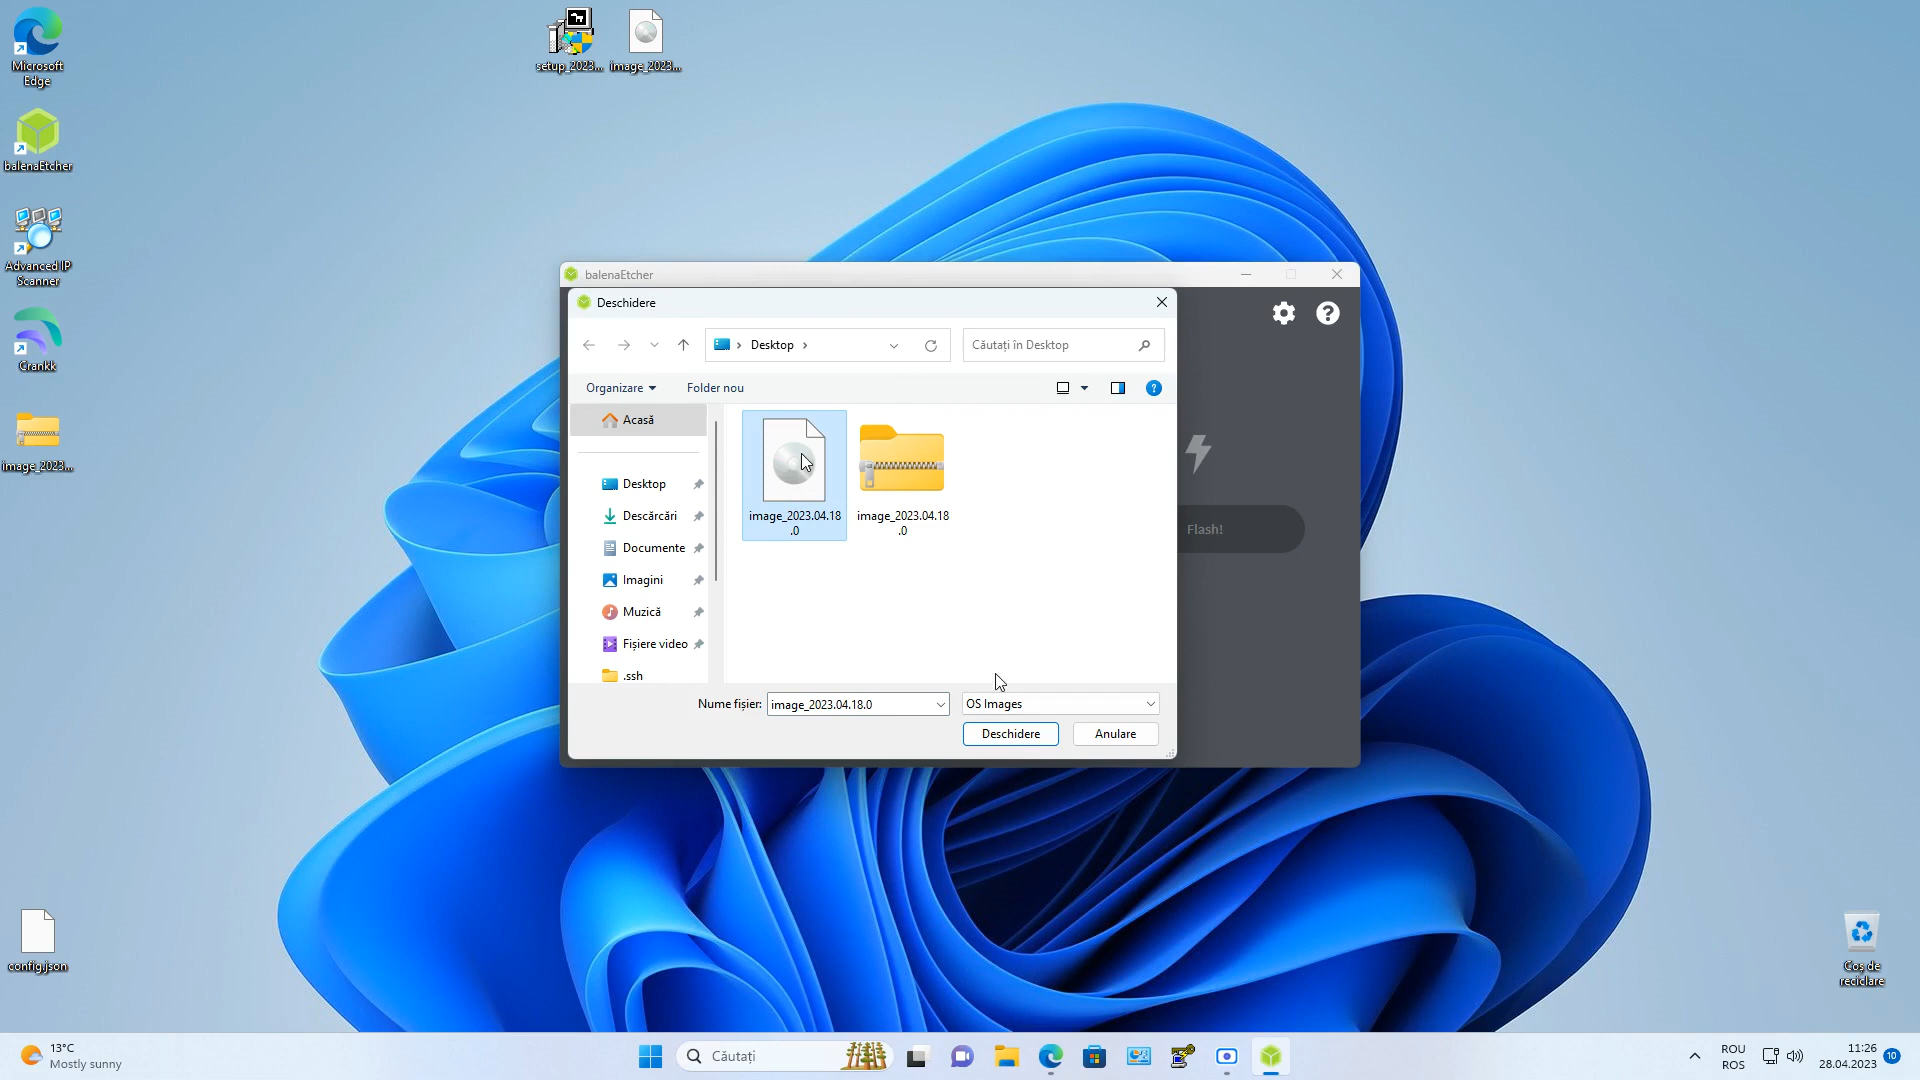 Microsoft
Edge
balenaEtcher
Advanced IP
Scanner
Crankk
image_2023...
config.json
setup_2023...
image_2023...
balenaEtcher
Deschidere
Desktop
Căutați în Desktop
Organizare
Folder nou
Acasă
Desktop
Descărcări
Documente
Imagini
Muzică
Fișiere video
.ssh
image_2023.04.18
.0
image_2023.04.18
.0
Flash!
Nume fișier:
image_2023.04.18.0
OS Images
Deschidere
Anulare
Coș de
reciclare
13°C
Mostly sunny
Căutați
ROU
ROS
11:26
28.04.2023
10